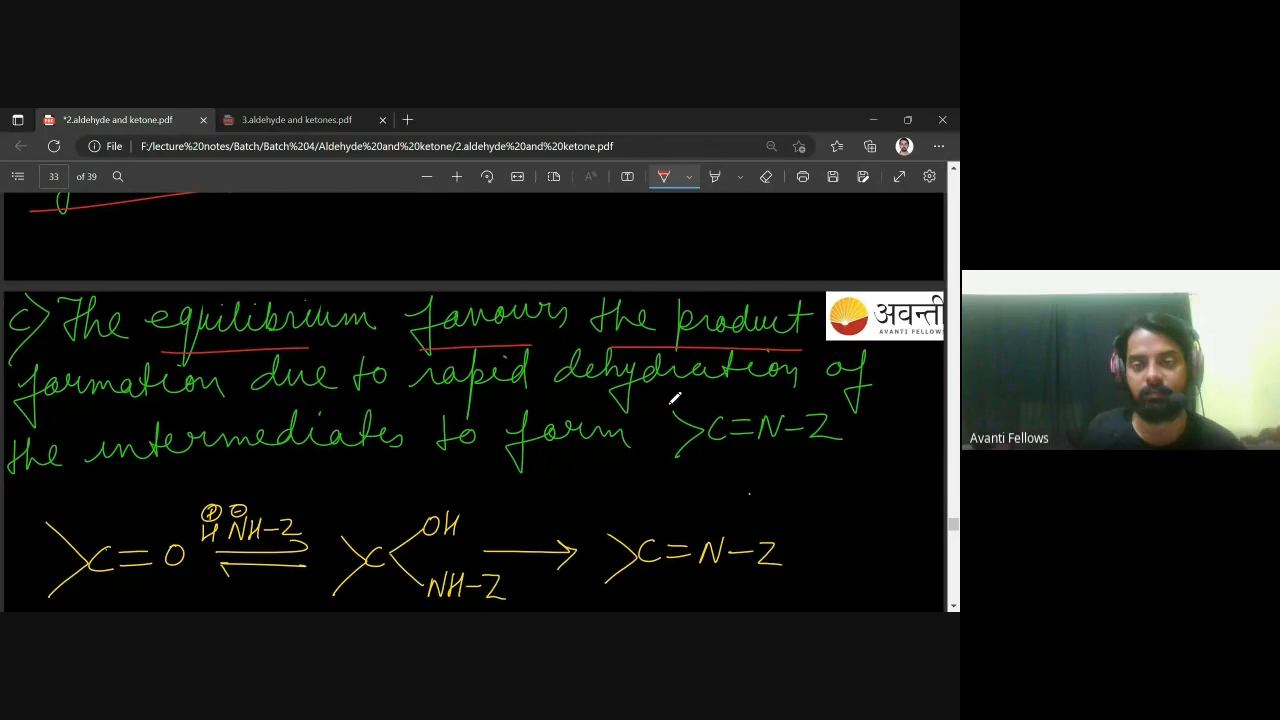 *2.aldehyde and ketone.pdf
3.aldehyde and ketones.pdf
File
F:/lecture%20notes/Batch/Batch%204/Aldehyde%20and%20ketone/2.aldehyde%20and%20ketone.pdf
33 of 39
c) The equilibrium favours the product
formation due to rapid dehydration of
the intermediates to form >C=N-Z
अवन्ती
AVANTI FELLOWS
Avanti Fellows
H⊕ ⊖NH-Z
>C=O ⇌ >C OH NH-Z → >C=N-Z